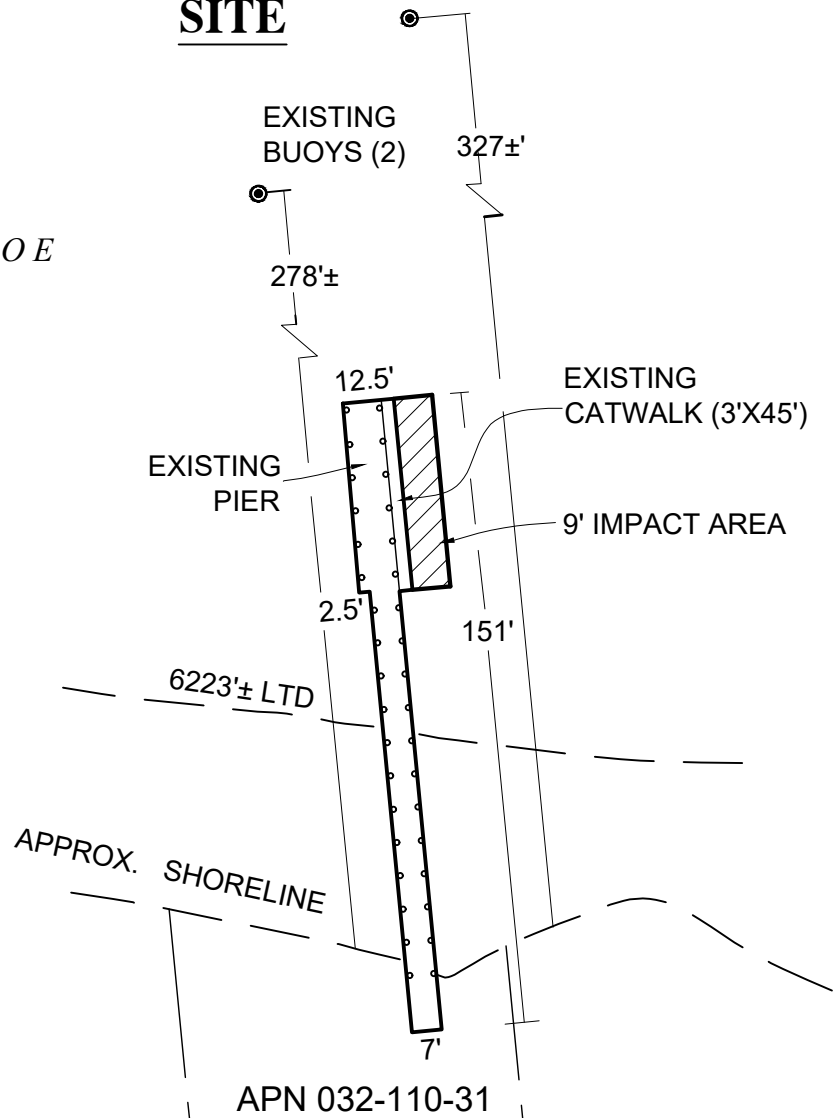 SITE
EXISTING
BUOYS (2)
327±'
O E
278'±
12.5'
EXISTING
CATWALK (3'X45')
EXISTING
PIER
9' IMPACT AREA
2.5'
151'
6223'± LTD
APPROX. SHORELINE
7'
APN 032-110-31